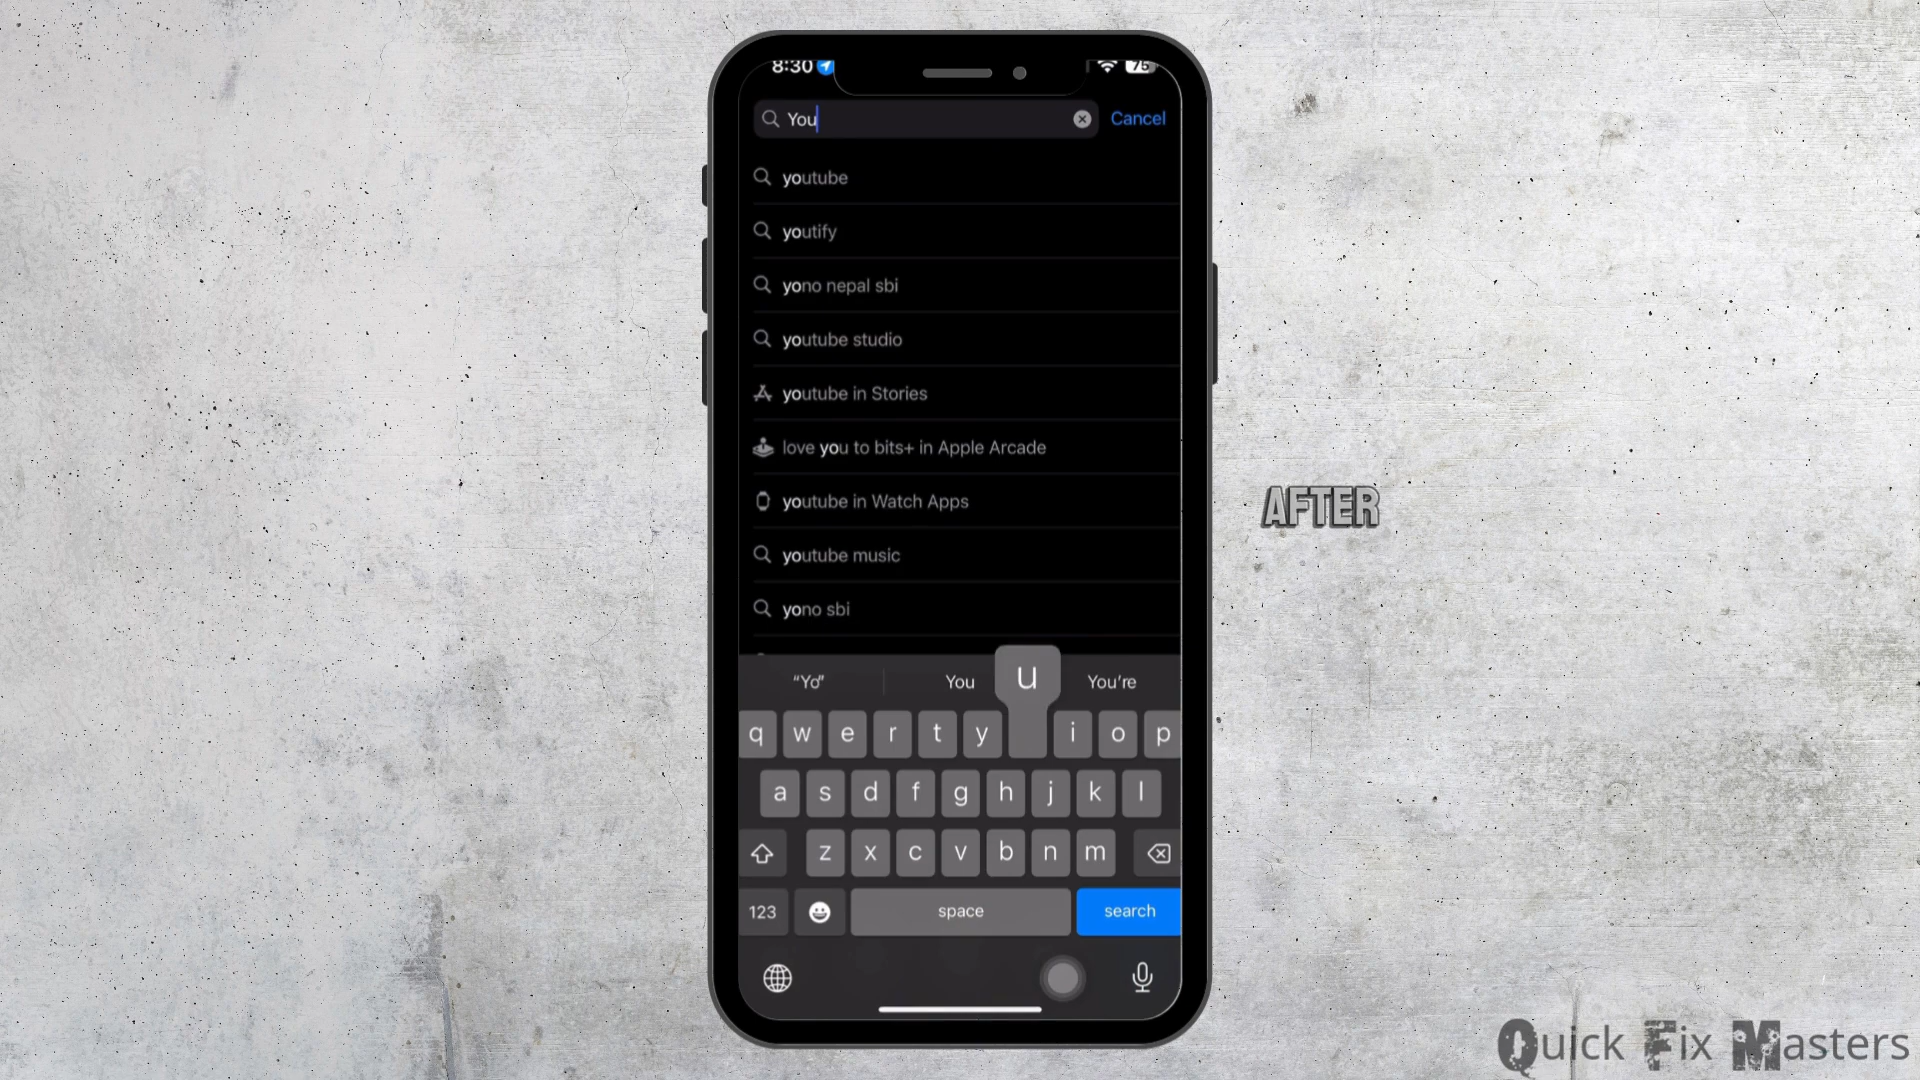 8:30
75
You
Cancel
youtube
youtify
yono nepal sbi
youtube studio
youtube in Stories
love you to bits+ in Apple Arcade
youtube in Watch Apps
youtube music
yono sbi
“Yo”
You
u
You’re
q w e r t y i o p
a s d f g h j k l
z x c v b n m
123
space
search
AFTER
Quick Fix Masters